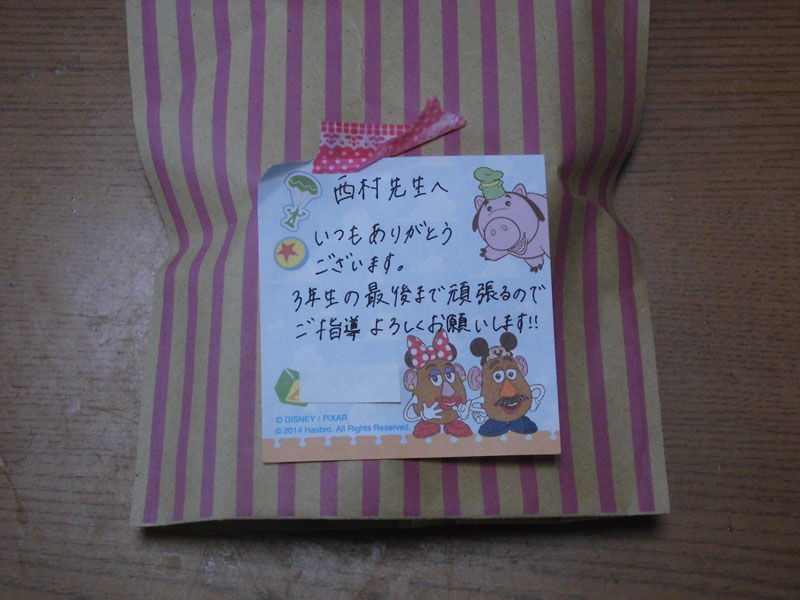 西村先生へ
いつもありがとう
ございます。
3年生の最後まで頑張るので
ご指導よろしくお願いします!!
© DISNEY / PIXAR
© 2014 Hasbro. All Rights Reserved.